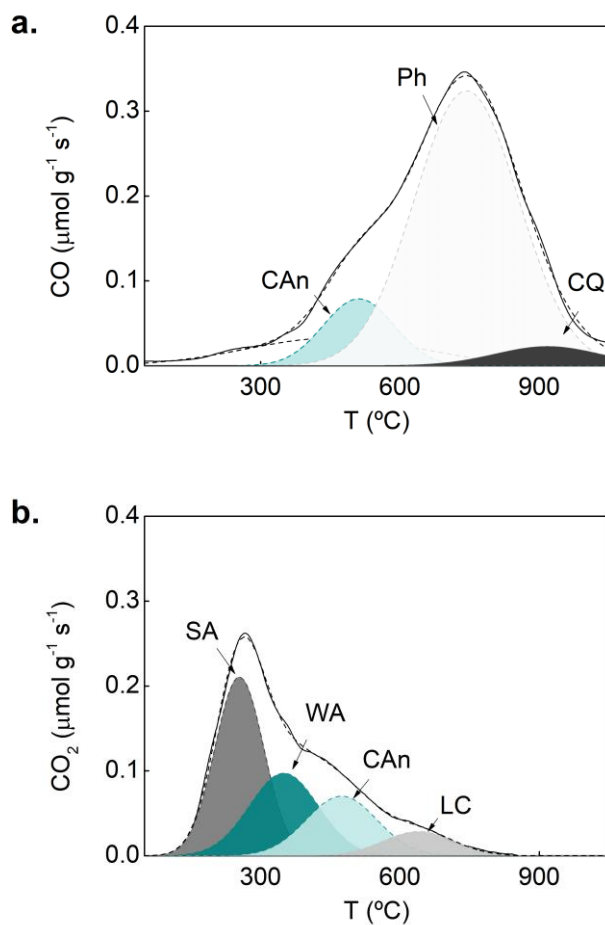 a.
0.4
0.3
0.2
0.1
0.0
CO (μmol g⁻¹ s⁻¹)
Ph
CAn
CQ
300
600
900
T (ºC)
b.
0.4
0.3
0.2
0.1
0.0
CO₂ (μmol g⁻¹ s⁻¹)
SA
WA
CAn
LC
300
600
900
T (ºC)